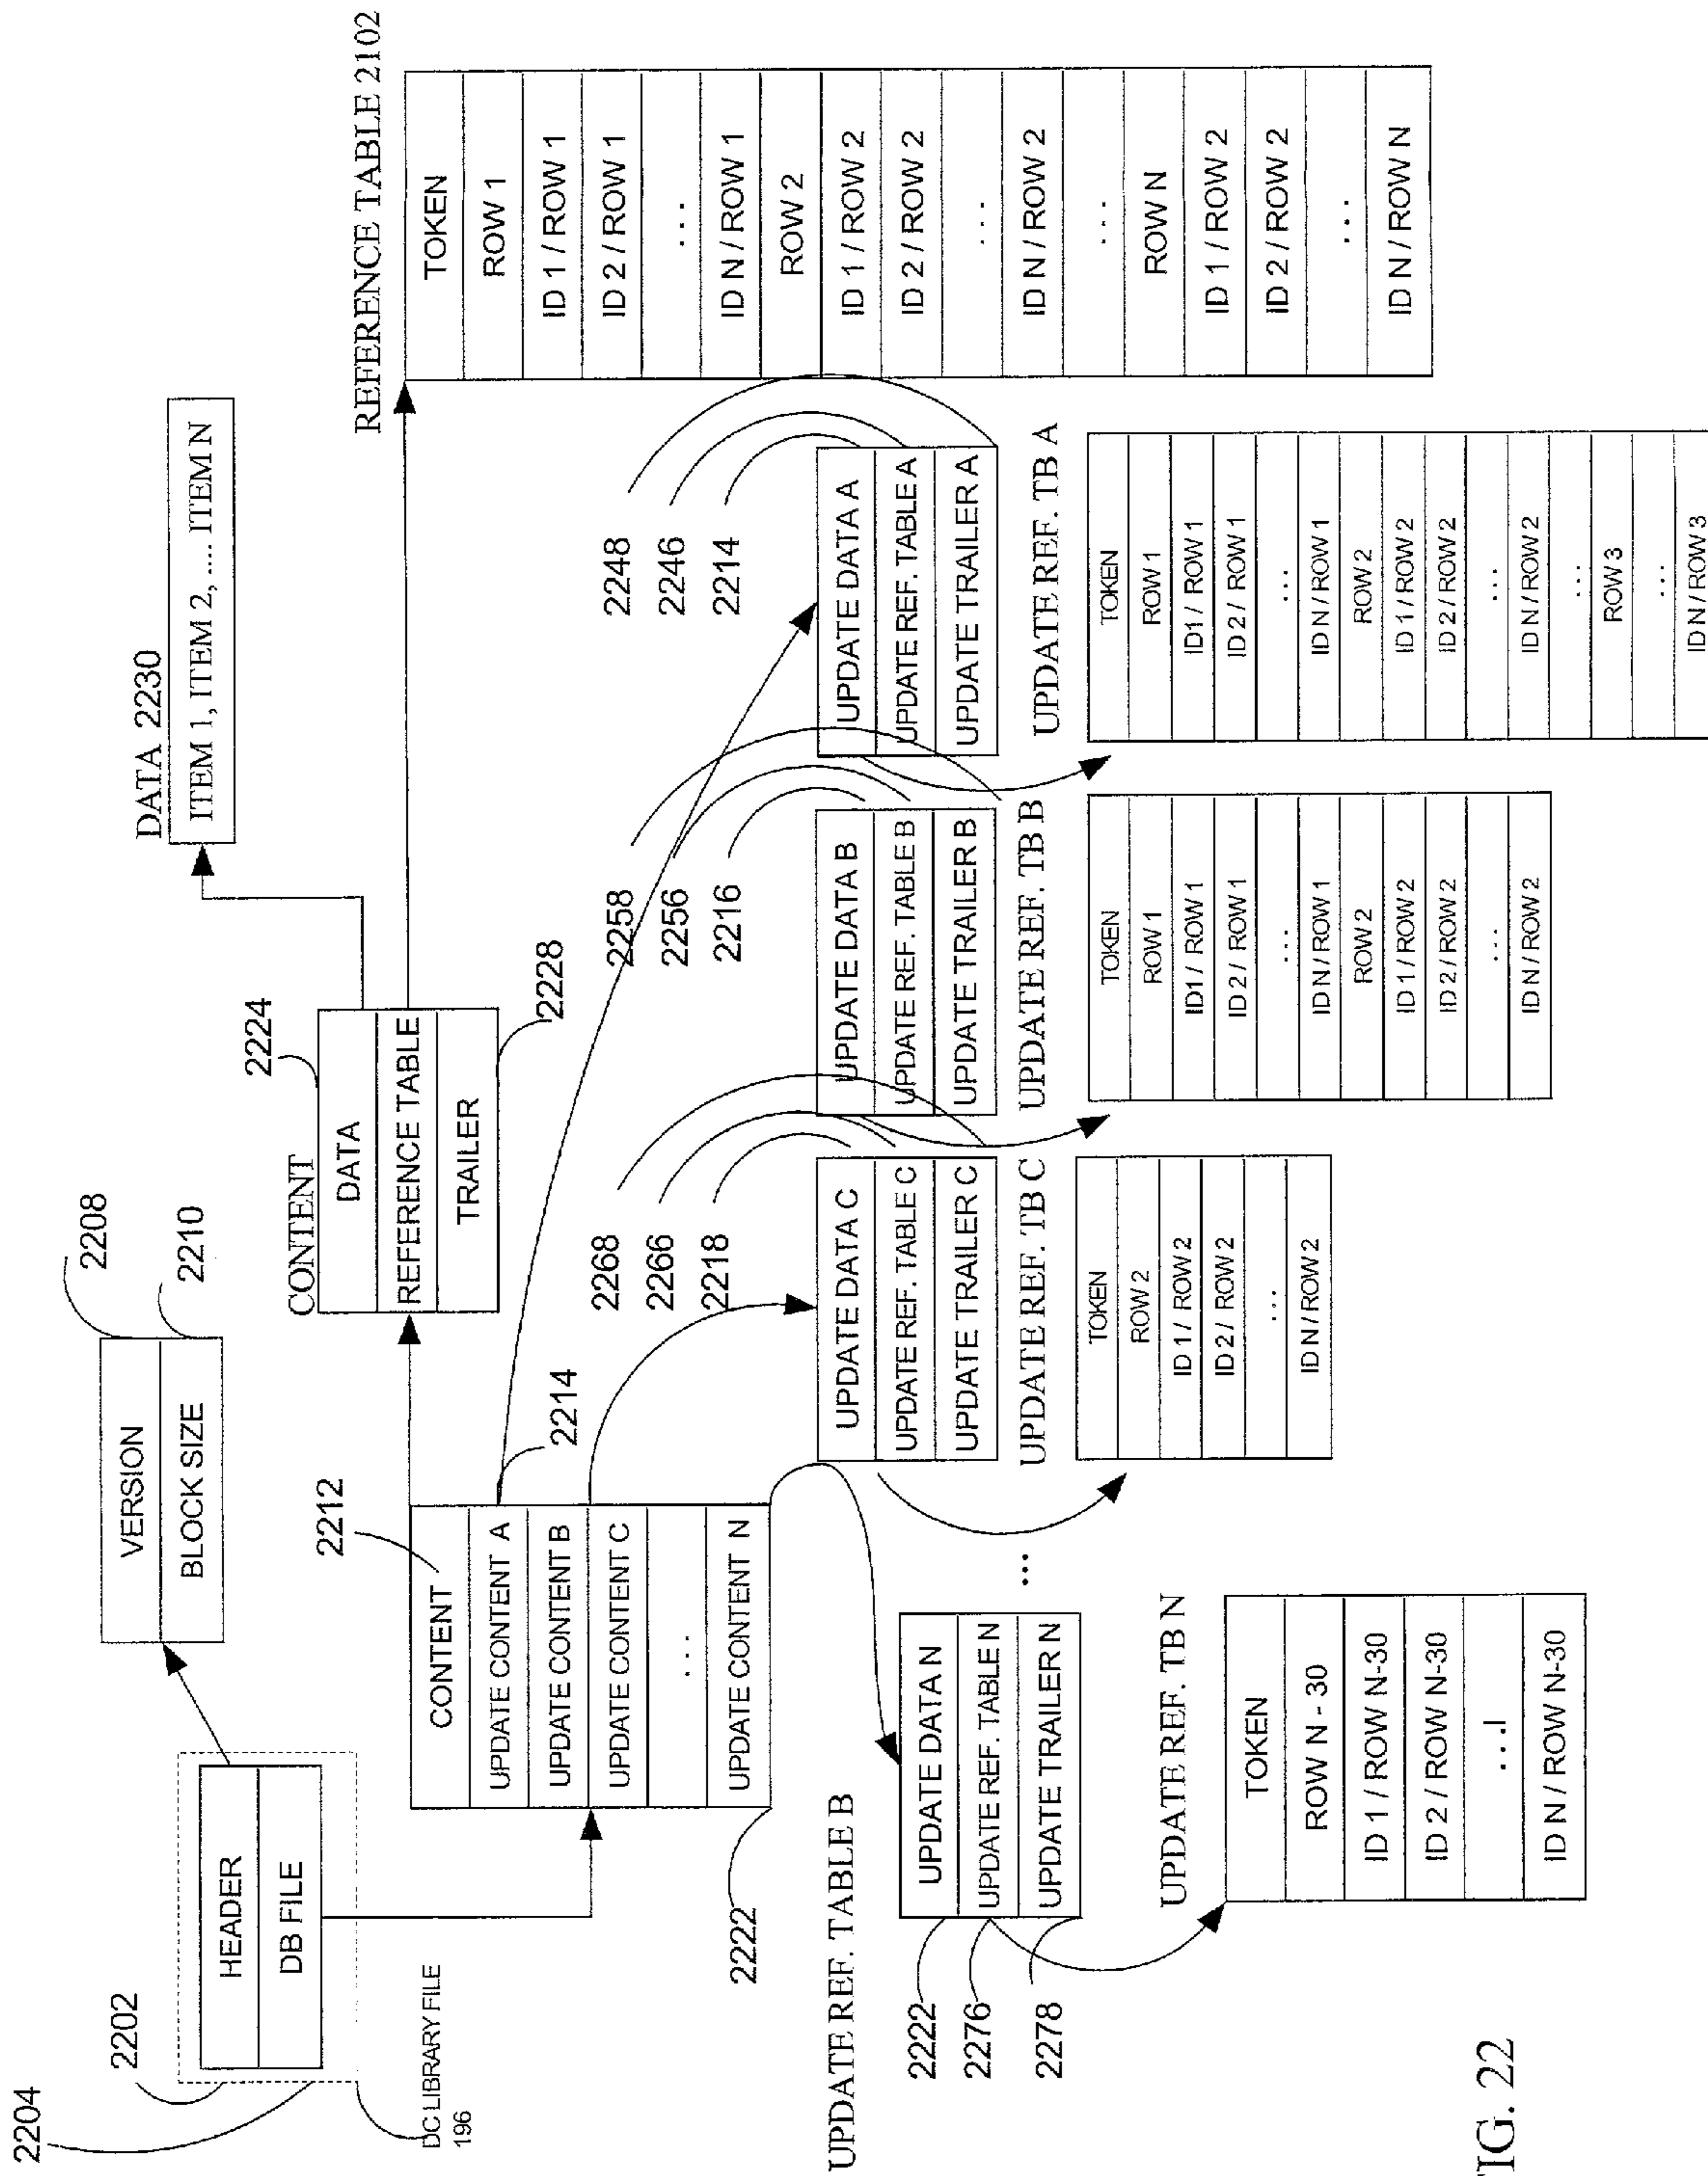 2204
2202
HEADER
DB FILE
DC LIBRARY FILE
196
VERSION
BLOCK SIZE
2208
2210
2212
CONTENT
UPDATE CONTENT A
UPDATE CONTENT B
UPDATE CONTENT C
...
UPDATE CONTENT N
2214
2222
CONTENT
2224
DATA
REFERENCE TABLE
TRAILER
2228
DATA 2230
ITEM 1, ITEM 2, .... ITEM N
REFERENCE TABLE 2102
TOKEN
ROW 1
ID 1 / ROW 1
ID 2 / ROW 1
...
ID N / ROW 1
ROW 2
ID 1 / ROW 2
ID 2 / ROW 2
...
ID N / ROW 2
...
ROW N
ID 1 / ROW 2
ID 2 / ROW 2
...
ID N / ROW N
UPDATE REF. TABLE B
2222
2276
2278
UPDATE DATA N
UPDATE REF. TABLE N
UPDATE TRAILER N
...
2268
2266
2218
UPDATE DATA C
UPDATE REF. TABLE C
UPDATE TRAILER C
2258
2256
2216
UPDATE DATA B
UPDATE REF. TABLE B
UPDATE TRAILER B
2248
2246
2214
UPDATE DATA A
UPDATE REF. TABLE A
UPDATE TRAILER A
UPDATE REF. TB N
TOKEN
ROW N - 30
ID 1 / ROW N-30
ID 2 / ROW N-30
...I
ID N / ROW N-30
UPDATE REF. TB C
TOKEN
ROW 2
ID 1 / ROW 2
ID 2 / ROW 2
...
ID N / ROW 2
UPDATE REF. TB B
TOKEN
ROW 1
ID1 / ROW 1
ID 2 / ROW 1
...
ID N / ROW 1
ROW 2
ID 1 / ROW 2
ID 2 / ROW 2
...
ID N / ROW 2
UPDATE REF. TB A
TOKEN
ROW 1
ID1 / ROW 1
ID 2 / ROW 1
...
ID N / ROW 1
ROW 2
ID 1 / ROW 2
ID 2 / ROW 2
...
ID N / ROW 2
...
ROW 3
...
ID N / ROW 3
FIG. 22